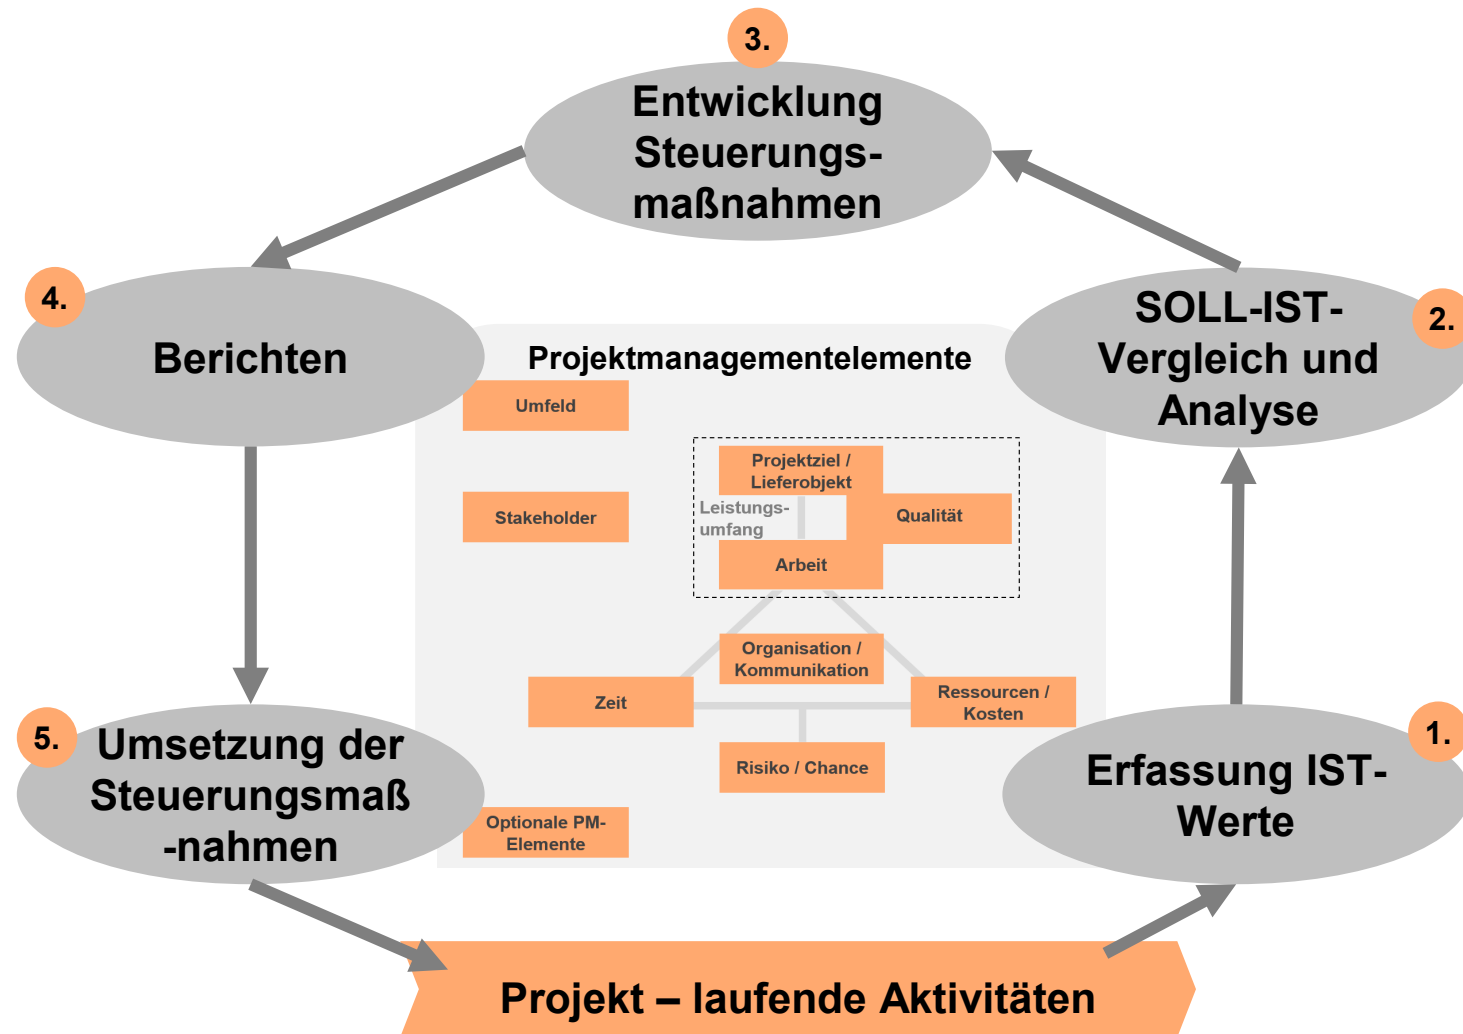 3.
Entwicklung
Steuerungs-
maßnahmen
4.
Berichten
SOLL-IST-
Vergleich und
Analyse
2.
Projektmanagementelemente
Umfeld
Projektziel /
Lieferobjekt
Stakeholder
Leistungs-
umfang
Qualität
Arbeit
Organisation /
Kommunikation
Zeit
Ressourcen /
Kosten
Risiko / Chance
Optionale PM-
Elemente
5.
Umsetzung der
Steuerungsmaß
-nahmen
1.
Erfassung IST-
Werte
Projekt – laufende Aktivitäten